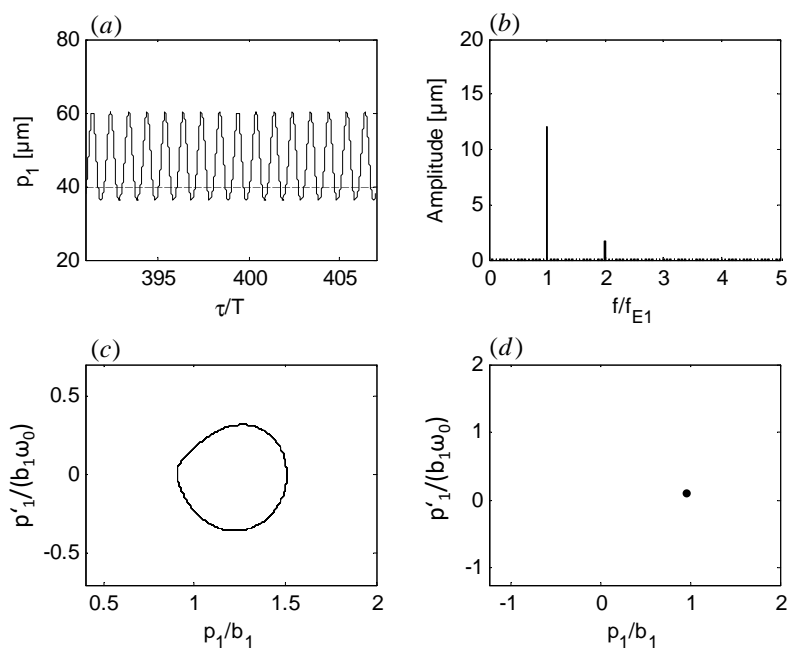 (a)
80
60
40
20
p1 [μm]
395
400
405
τ/T
(b)
20
15
10
5
0
Amplitude [μm]
0 1 2 3 4 5
f/fE1
(c)
0.5
0
-0.5
p'1/(b1ω0)
0.5 1 1.5 2
p1/b1
(d)
2
1
0
-1
p'1/(b1ω0)
-1 0 1 2
p1/b1